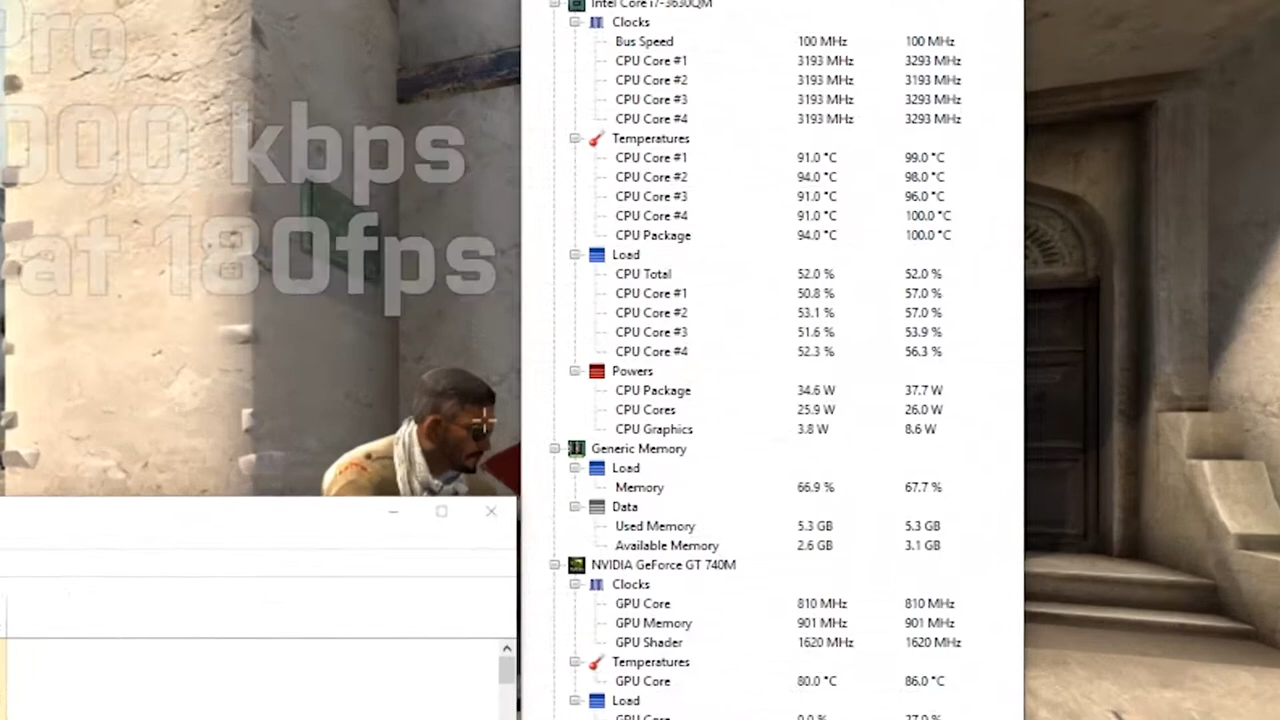 Pro
000 kbps
at 180fps
Intel Core i7-3630QM
Clocks
Bus Speed 100 MHz 100 MHz
CPU Core #1 3193 MHz 3293 MHz
CPU Core #2 3193 MHz 3193 MHz
CPU Core #3 3193 MHz 3293 MHz
CPU Core #4 3193 MHz 3293 MHz
Temperatures
CPU Core #1 91.0 °C 99.0 °C
CPU Core #2 94.0 °C 98.0 °C
CPU Core #3 91.0 °C 96.0 °C
CPU Core #4 91.0 °C 100.0 °C
CPU Package 94.0 °C 100.0 °C
Load
CPU Total 52.0 % 52.0 %
CPU Core #1 50.8 % 57.0 %
CPU Core #2 53.1 % 57.0 %
CPU Core #3 51.6 % 53.9 %
CPU Core #4 52.3 % 56.3 %
Powers
CPU Package 34.6 W 37.7 W
CPU Cores 25.9 W 26.0 W
CPU Graphics 3.8 W 8.6 W
Generic Memory
Load
Memory 66.9 % 67.7 %
Data
Used Memory 5.3 GB 5.3 GB
Available Memory 2.6 GB 3.1 GB
NVIDIA GeForce GT 740M
Clocks
GPU Core 810 MHz 810 MHz
GPU Memory 901 MHz 901 MHz
GPU Shader 1620 MHz 1620 MHz
Temperatures
GPU Core 80.0 °C 86.0 °C
Load
GPU Core